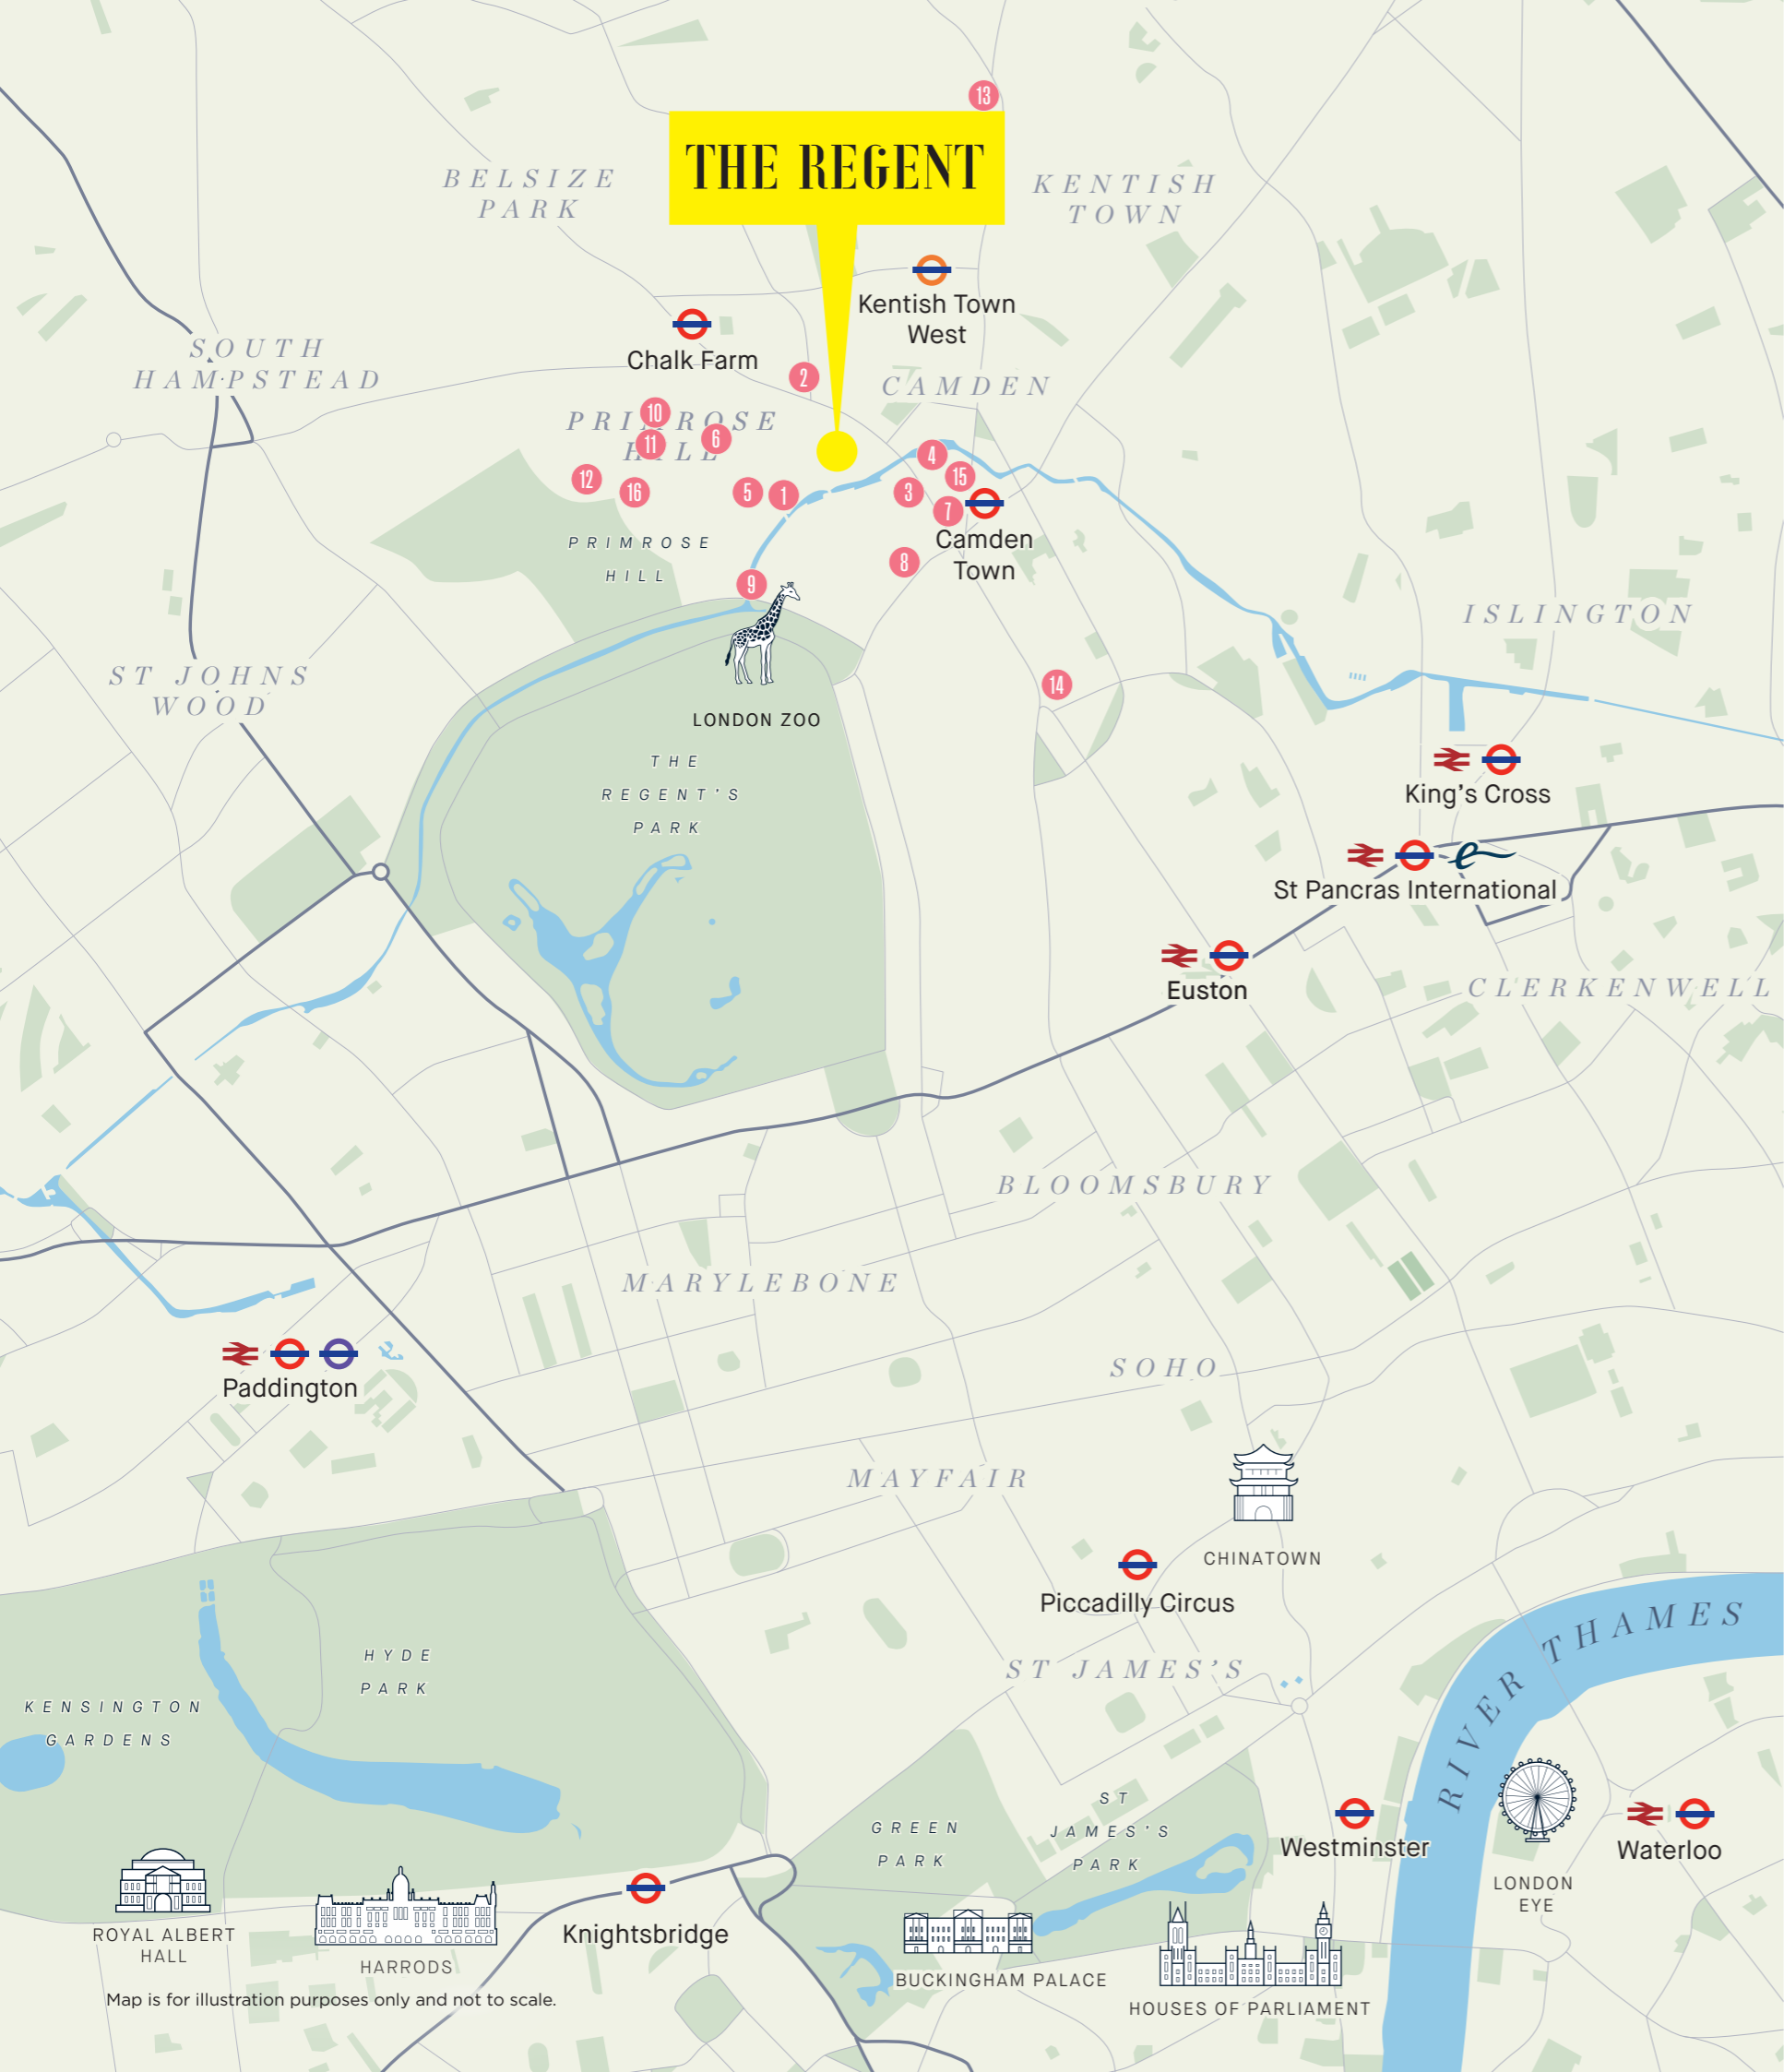 13
THE REGENT
BELSIZE
PARK
KENTISH
TOWN
Kentish Town
West
Chalk Farm
SOUTH
HAMPSTEAD
2
CAMDEN
10
PRIMROSE
HILL
11
6
4
12
16
5
1
3
15
7
Camden
Town
PRIMROSE
HILL
8
9
ISLINGTON
ST JOHNS
WOOD
14
LONDON ZOO
THE
REGENT'S
PARK
King's Cross
St Pancras International
e
Euston
CLERKENWELL
BLOOMSBURY
MARYLEBONE
Paddington
SOHO
MAYFAIR
CHINATOWN
Piccadilly Circus
RIVER THAMES
HYDE
PARK
ST JAMES'S
KENSINGTON
GARDENS
GREEN
PARK
ST
JAMES'S
PARK
Westminster
Waterloo
LONDON
EYE
ROYAL ALBERT
HALL
HARRODS
Knightsbridge
BUCKINGHAM PALACE
HOUSES OF PARLIAMENT
Map is for illustration purposes only and not to scale.